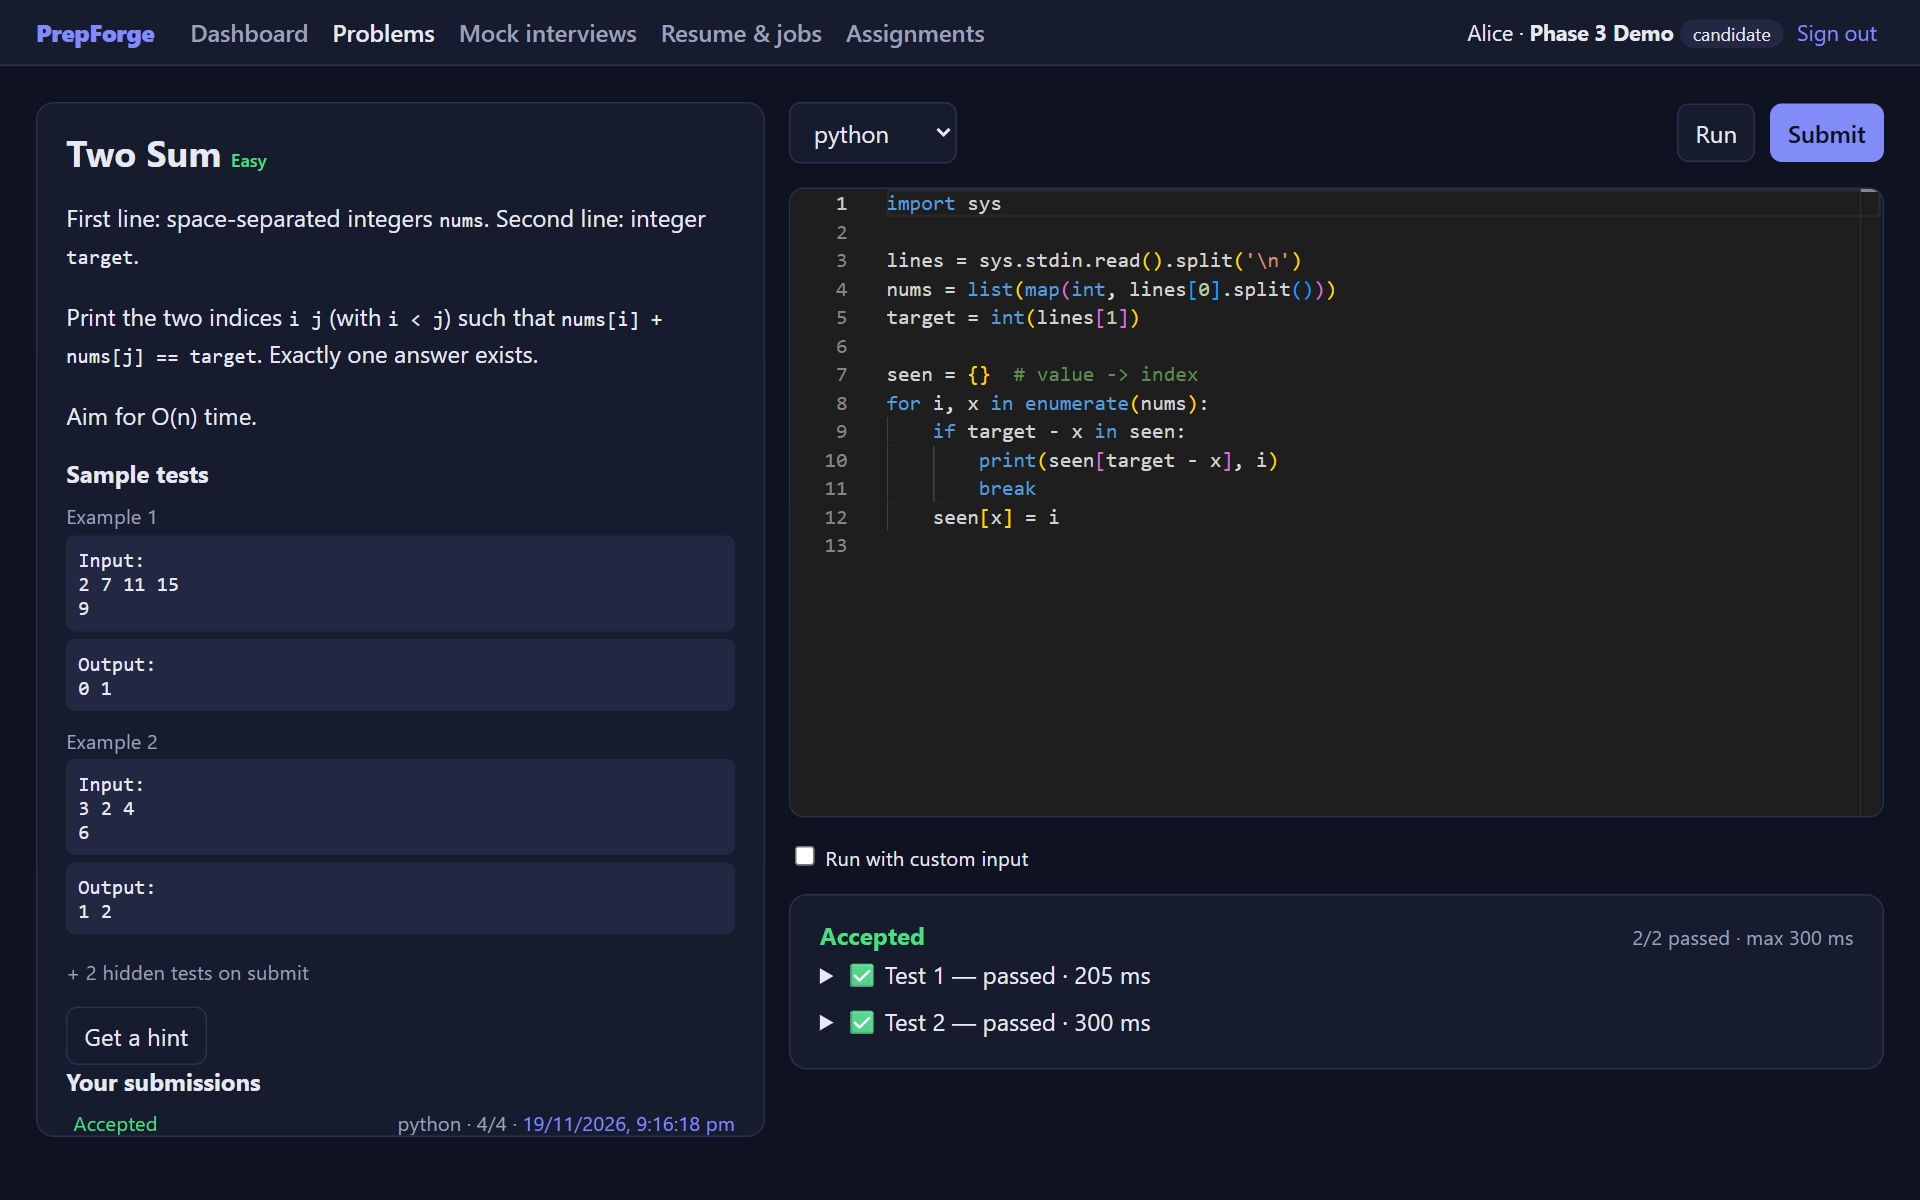 PrepForge Dashboard Problems Mock interviews Resume & jobs Assignments Alice · Phase 3 Demo candidate Sign out
Two Sum Easy
First line: space-separated integers nums. Second line: integer
target.
Print the two indices i j (with i < j) such that nums[i] +
nums[j] == target. Exactly one answer exists.
Aim for O(n) time.
Sample tests
Example 1
Input:
2 7 11 15
9
Output:
0 1
Example 2
Input:
3 2 4
6
Output:
1 2
+ 2 hidden tests on submit
Get a hint
Your submissions
Accepted python · 4/4 · 19/11/2026, 9:16:18 pm
python Run Submit
1 import sys
2
3 lines = sys.stdin.read().split('\n')
4 nums = list(map(int, lines[0].split()))
5 target = int(lines[1])
6
7 seen = {}  # value -> index
8 for i, x in enumerate(nums):
9     if target - x in seen:
10         print(seen[target - x], i)
11         break
12     seen[x] = i
13
Run with custom input
Accepted 2/2 passed · max 300 ms
Test 1 — passed · 205 ms
Test 2 — passed · 300 ms